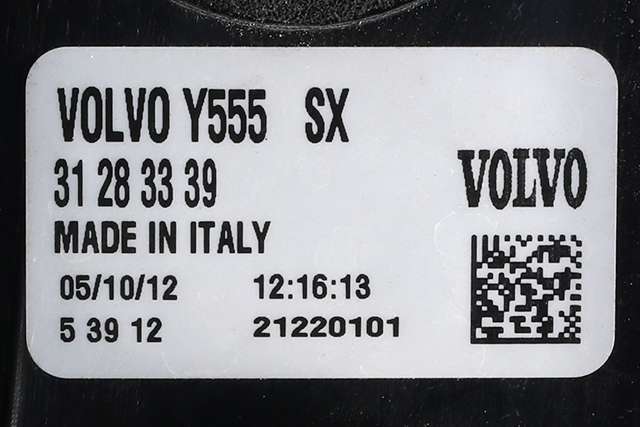 VOLVO Y555 SX
31 28 33 39
VOLVO
MADE IN ITALY
05/10/12 12:16:13
5 39 12 21220101